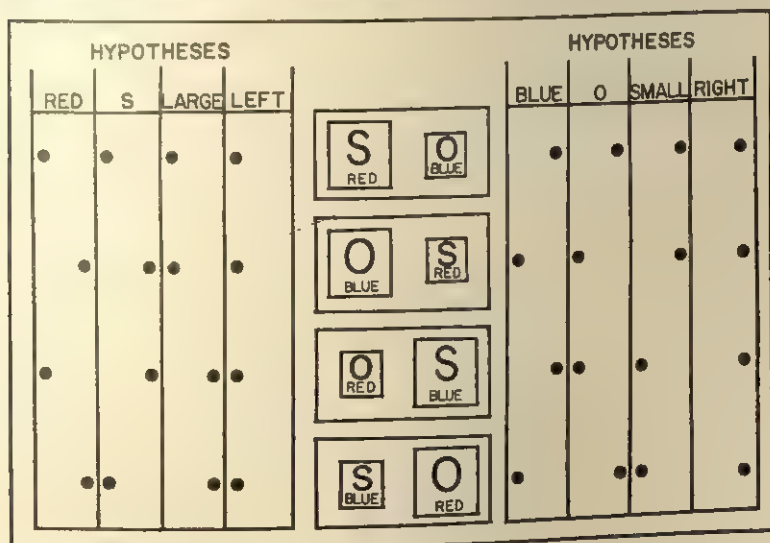 HYPOTHESES
RED S LARGE LEFT
HYPOTHESES
BLUE O SMALL RIGHT
S O
RED BLUE
O S
BLUE RED
O S
RED BLUE
S O
BLUE RED